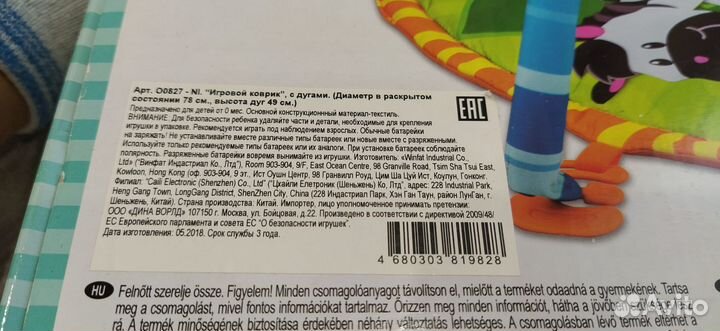 Арт. O0827 - NI. "Игровой коврик", с дугами. (Диаметр в раскрытом
состоянии 78 см., высота дуг 49 см.)
Предназначено для детей от 0 мес. Основной конструкционный материал-текстиль.
ВНИМАНИЕ. Для безопасности ребенка удаляйте части и детали, необходимые для крепления
игрушки в упаковке. Рекомендуется играть под наблюдением взрослых. Обычные батарейки
не заряжать! Не устанавливайте вместе различные типы батареек или новые вместе с разряженными.
Используйте только рекомендуемые типы батареек или их аналоги. При установке батареек соблюдайте
полярность. Разряженные батарейки вовремя вынимайте из игрушки. Изготовитель: «Winfat Industrial Co.,
Ltd» ("Винфат Индастриал Ко., Лтд"), Room 903-904, 9/F, East Ocean Centre, 98 Granville Road, Tsim Sha Tsui East,
Kowloon, Hong Kong (оф. 903-904, 9 эт., Ист Оушн Центр, 98 Гранвилл Роуд, Цим Ша Цуй Ист, Коулун, Гонконг.
Филиал: "Caili Electronic (Shenzhen) Co., Ltd" ("Цхайли Елетроник (Шеньжень) Ко, Лтд", адрес: 228 Industrial Park,
Heng Gang Town, LongGang District, ShenZhen City, China (228 Индастриал Парк, Хэн Ган Таун, район ЛунГан, г.
Шеньжень, Китай). Страна: Китай. Импортер, лицо уполномоченное принимать претензии:
ООО «ДИНА ВОРЛД» 107150 г. Москва, ул. Бойцовая, д.22. Произведено в соответствии с директивой 2009/48/
ЕС Европейского парламента и совета ЕС "О безопасности игрушек".
Дата изготовления: 05.2018. Срок службы 3 года.
EAC
4 680303 819828
HU Felnőtt szerelje össze. Figyelem! Minden csomagolóanyagot távolítson el, mielőtt a terméket odaadná a gyermekének. Tartsa
meg a csomagolást, mivel fontos információkat tartalmaz. Őrizzen meg minden információt, hátha a jövőben
rá. A termék minőségének biztosítása érdekében néhány változtatás lehetséges. A csomagolásban lévő termék eltérhet a
Avito